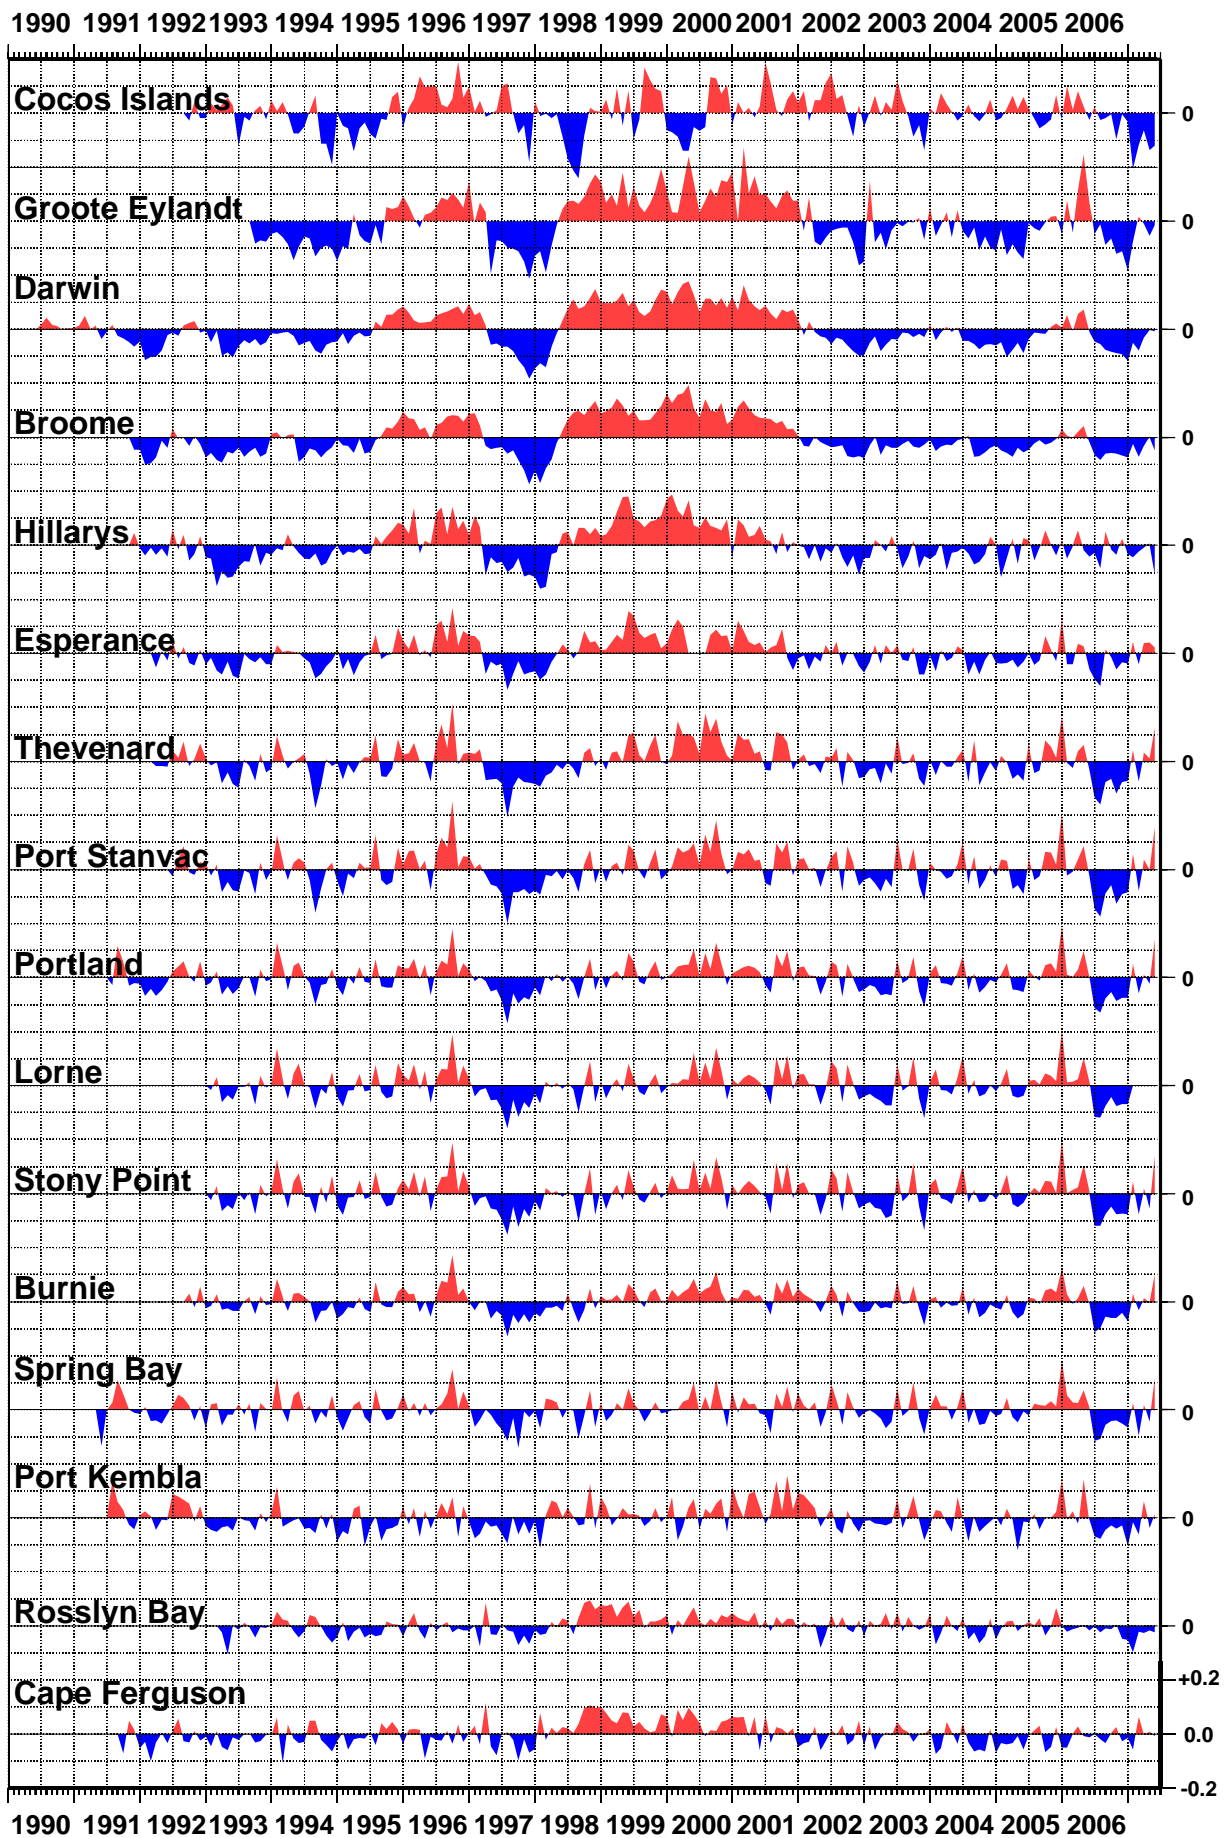 1990 1991 1992 1993 1994 1995 1996 1997 1998 1999 2000 2001 2002 2003 2004 2005 2006
Cocos Islands 0
Groote Eylandt 0
Darwin
0
Broome 0
Hillarys 0
Esperance 0
Thevenard 0
Port Stanvac 0
Portland 0
Lorne 0
Stony Point 0
Burnie 0
Spring Bay
0
Port Kembla
0
Rosslyn Bay 0
+0.2
Cape Ferguson
0.0
-0.2
1990 1991 1992 1993 1994 1995 1996 1997 1998 1999 2000 2001 2002 2003 2004 2005 2006